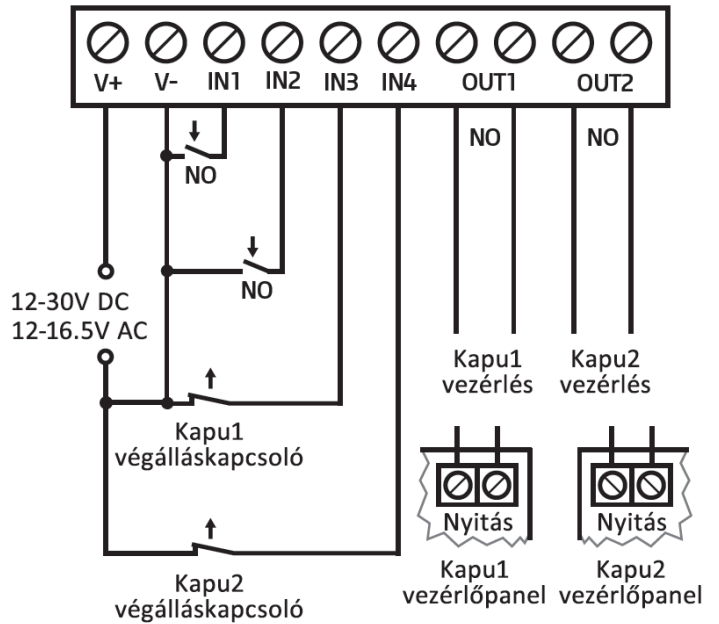 V+ V- IN1 IN2 IN3 IN4 OUT1 OUT2
NO NO
NO
NO
12-30V DC
12-16.5V AC
Kapu1
vezérlés
Kapu2
vezérlés
Kapu1
végálláskapcsoló
Nyitás
Nyitás
Kapu2
végálláskapcsoló
Kapu1
vezérlőpanel
Kapu2
vezérlőpanel